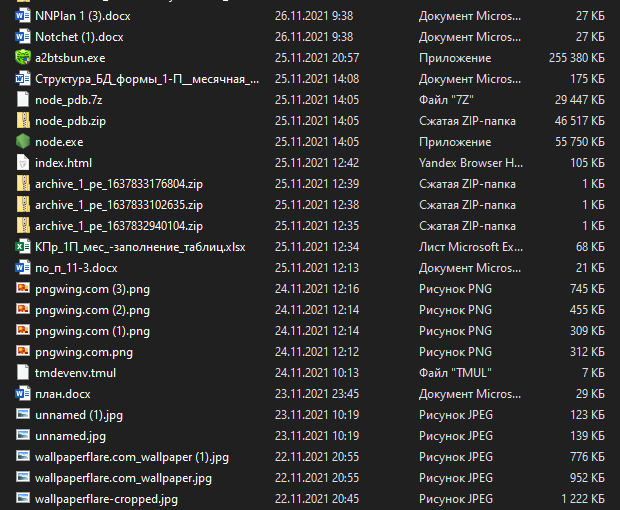 NNPlan 1 (3).docx 26.11.2021 9:38 Документ Micros... 27 КБ
Notchet (1).docx 26.11.2021 9:38 Документ Micros... 27 КБ
a2btsbun.exe 25.11.2021 20:57 Приложение 255 380 КБ
Структура_БД_формы_1-П__месячная_... 25.11.2021 14:08 Документ Micros... 175 КБ
node_pdb.7z 25.11.2021 14:05 Файл "7Z" 29 447 КБ
node_pdb.zip 25.11.2021 14:05 Сжатая ZIP-папка 46 517 КБ
node.exe 25.11.2021 14:05 Приложение 55 750 КБ
index.html 25.11.2021 12:42 Yandex Browser H... 105 КБ
archive_1_pe_1637833176804.zip 25.11.2021 12:39 Сжатая ZIP-папка 1 КБ
archive_1_pe_1637833102635.zip 25.11.2021 12:38 Сжатая ZIP-папка 1 КБ
archive_1_pe_1637832940104.zip 25.11.2021 12:35 Сжатая ZIP-папка 1 КБ
КПр_1П_мес_-заполнение_таблиц.xlsx 25.11.2021 12:34 Лист Microsoft Ex... 68 КБ
по_п_11-3.docx 25.11.2021 12:33 Документ Micros... 21 КБ
pngwing.com (3).png 24.11.2021 12:16 Рисунок PNG 745 КБ
pngwing.com (2).png 24.11.2021 12:14 Рисунок PNG 455 КБ
pngwing.com (1).png 24.11.2021 12:14 Рисунок PNG 309 КБ
pngwing.com.png 24.11.2021 12:12 Рисунок PNG 312 КБ
tmdevenv.tmul 24.11.2021 10:13 Файл "TMUL" 7 КБ
план.docx 23.11.2021 23:45 Документ Micros... 29 КБ
unnamed (1).jpg 23.11.2021 10:19 Рисунок JPEG 123 КБ
unnamed.jpg 23.11.2021 10:19 Рисунок JPEG 139 КБ
wallpaperflare.com_wallpaper (1).jpg 22.11.2021 20:55 Рисунок JPEG 776 КБ
wallpaperflare.com_wallpaper.jpg 22.11.2021 20:55 Рисунок JPEG 952 КБ
wallpaperflare-cropped.jpg 22.11.2021 20:45 Рисунок JPEG 1 222 КБ